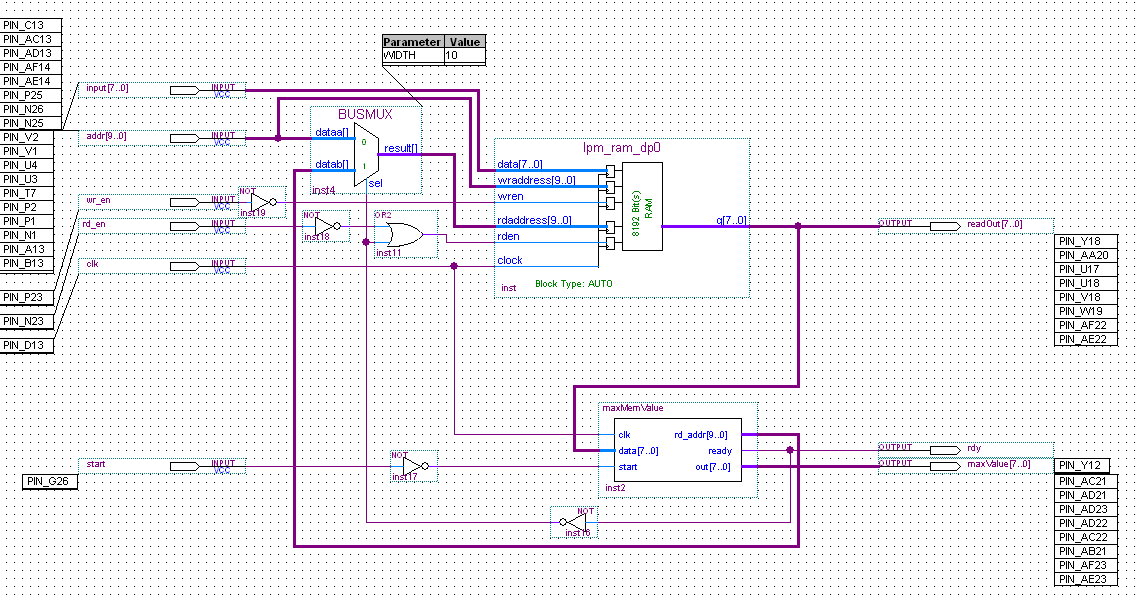 PIN_C13
PIN_AC13
PIN_AD13
PIN_AF14
PIN_AE14
PIN_P25
PIN_N26
PIN_N25
PIN_V2
PIN_V1
PIN_U4
PIN_U3
PIN_T7
PIN_P2
PIN_P1
PIN_N1
PIN_A13
PIN_B13
PIN_P23
PIN_N23
PIN_D13
Parameter Value
WIDTH 10
input[7..0] INPUT VCC
addr[9..0] INPUT VCC
wr_en INPUT VCC
rd_en INPUT VCC
clk INPUT VCC
BUSMUX
dataa[]
0
result[]
datab[]
1
sel
inst4
NOT
inst19
NOT
inst18
OR2
inst11
lpm_ram_dp0
data[7..0]
wraddress[9..0]
wren
rdaddress[9..0]
rden
clock
q[7..0]
8192 Bit(s)
RAM
inst
Block Type: AUTO
OUTPUT readOut[7..0]
PIN_Y18
PIN_AA20
PIN_U17
PIN_U18
PIN_V18
PIN_W19
PIN_AF22
PIN_AE22
maxMemValue
clk rd_addr[9..0]
data[7..0] ready
start out[7..0]
inst2
start INPUT VCC
PIN_G26
NOT
inst17
NOT
inst16
OUTPUT rdy
OUTPUT maxValue[7..0]
PIN_Y12
PIN_AC21
PIN_AD21
PIN_AD23
PIN_AD22
PIN_AC22
PIN_AB21
PIN_AF23
PIN_AE23